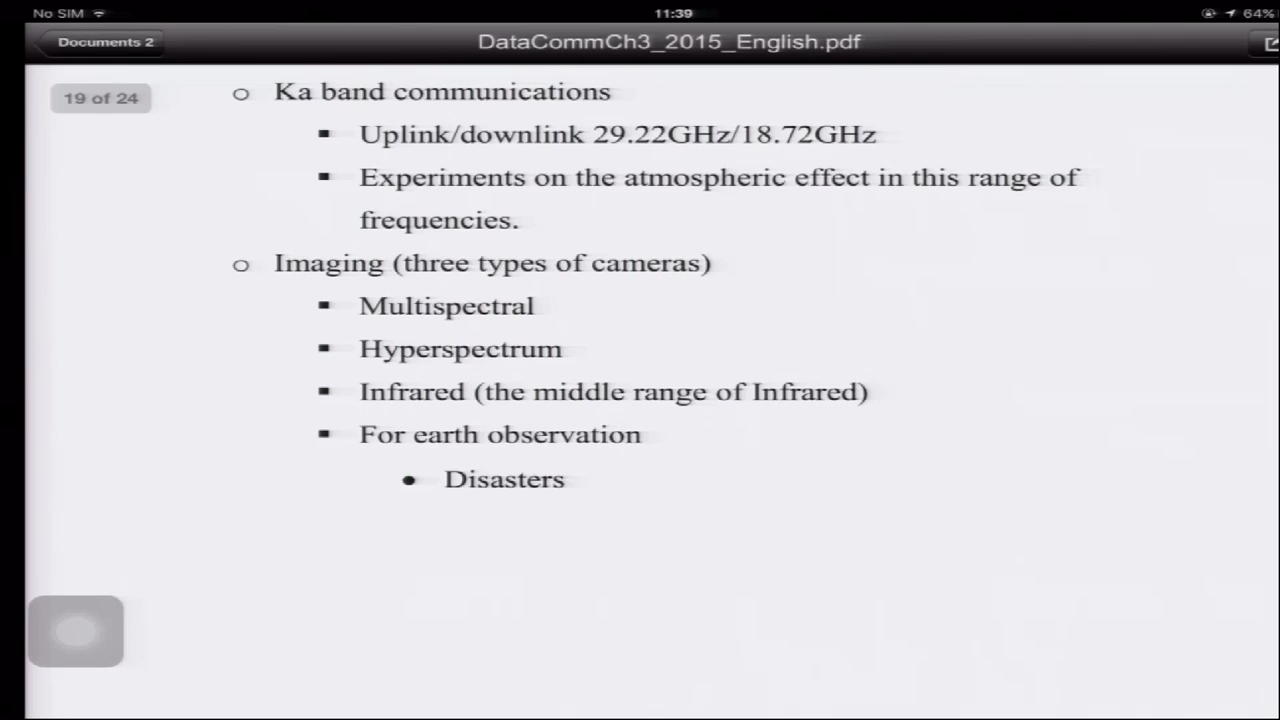 No SIM 11:39 64%
Documents 2 DataCommCh3_2015_English.pdf
19 of 24
o Ka band communications
▪ Uplink/downlink 29.22GHz/18.72GHz
▪ Experiments on the atmospheric effect in this range of
frequencies.
o Imaging (three types of cameras)
▪ Multispectral
▪ Hyperspectrum
▪ Infrared (the middle range of Infrared)
▪ For earth observation
• Disasters